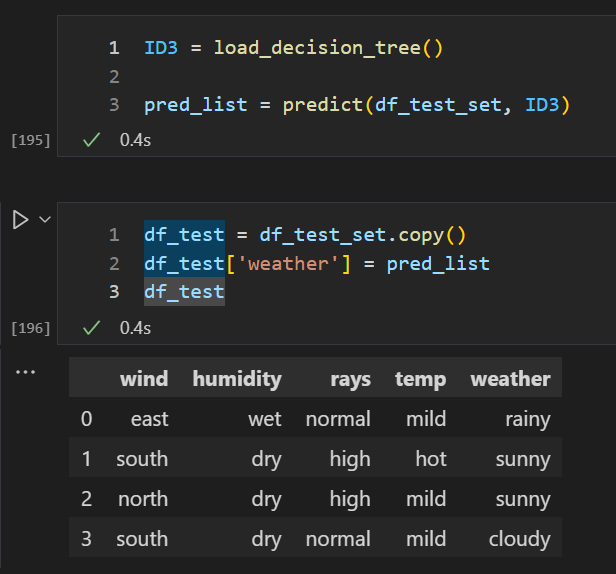 1 ID3 = load_decision_tree()
2
3 pred_list = predict(df_test_set, ID3)
[195] 0.4s
1 df_test = df_test_set.copy()
2 df_test['weather'] = pred_list
3 df_test
[196] 0.4s
...
wind humidity rays temp weather
0 east wet normal mild rainy
1 south dry high hot sunny
2 north dry high mild sunny
3 south dry normal mild cloudy